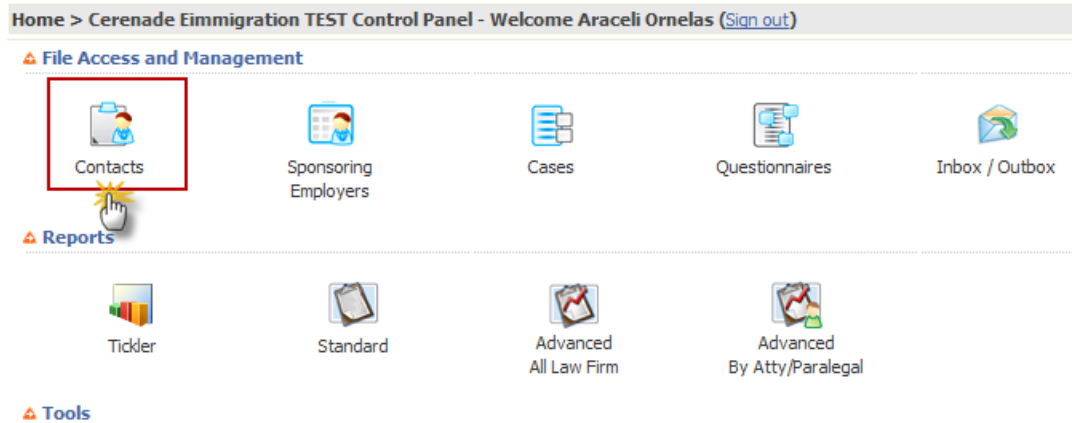 Home > Cerenade Eimmigration TEST Control Panel - Welcome Araceli Ornelas (Sign out)
File Access and Management
Contacts
Sponsoring
Employers
Cases
Questionnaires
Inbox / Outbox
Reports
Tickler
Standard
Advanced
All Law Firm
Advanced
By Atty/Paralegal
Tools